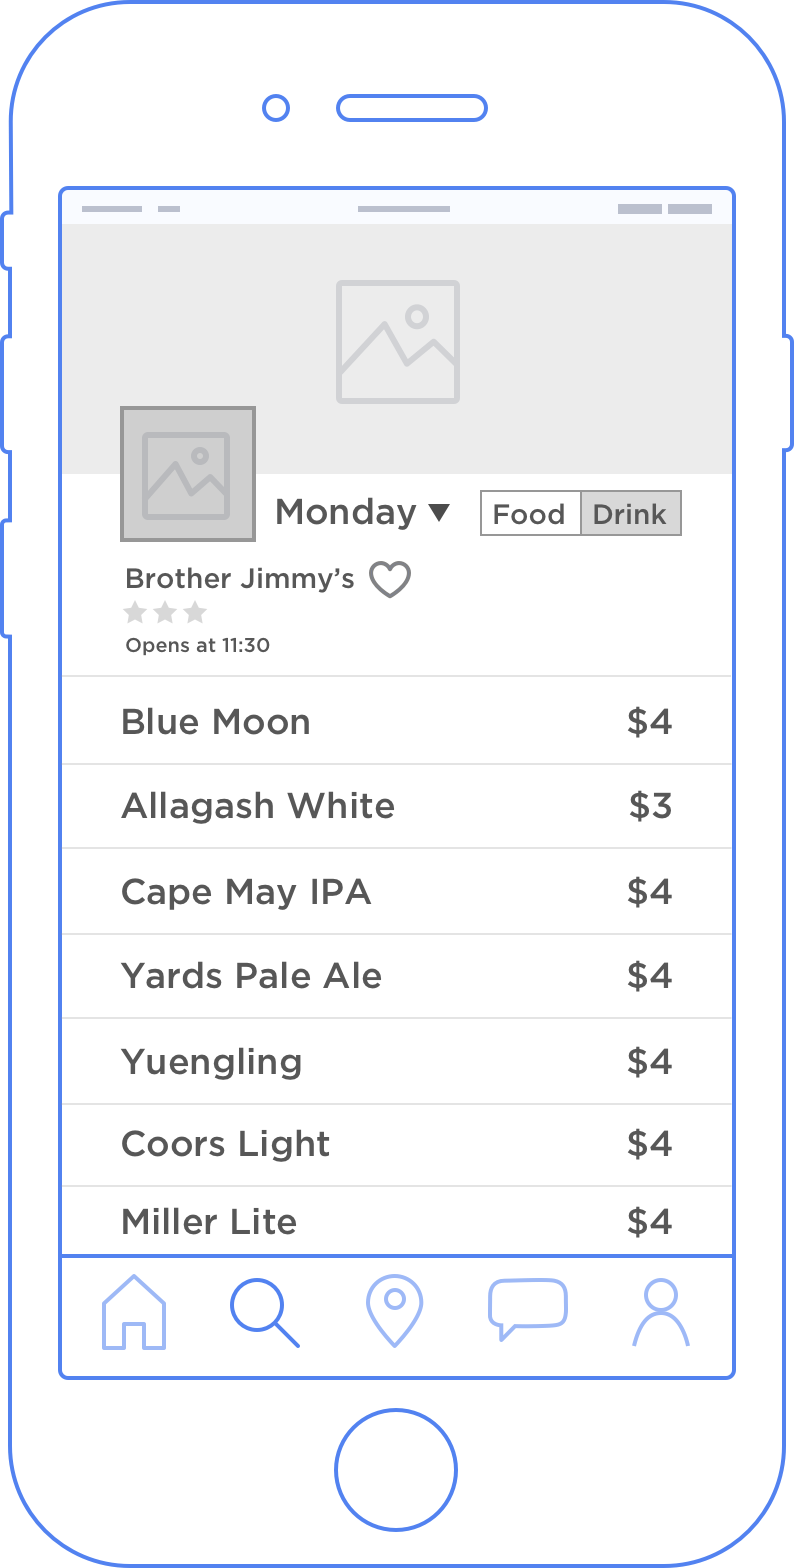 Monday ▼ Food Drink
Brother Jimmy’s
Opens at 11:30
Blue Moon $4
Allagash White $3
Cape May IPA $4
Yards Pale Ale $4
Yuengling $4
Coors Light $4
Miller Lite $4